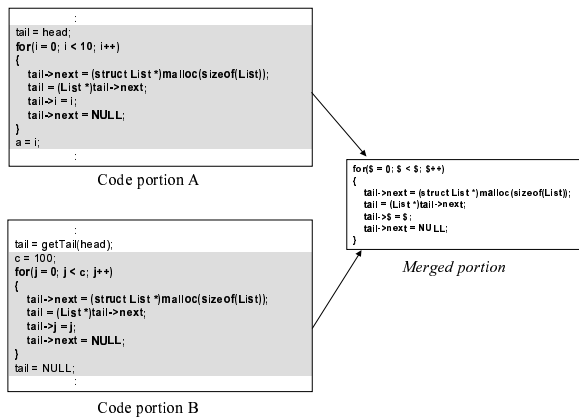 :
tail = head;
for(i = 0; i < 10; i++)
{
tail->next = (struct List *)malloc(sizeof(List));
tail = (List *)tail->next;
tail->i = i;
tail->next = NULL;
}
a = i;
:
Code portion A
:
tail = getTail(head);
c = 100;
for(j = 0; j < c; j++)
{
tail->next = (struct List *)malloc(sizeof(List));
tail = (List *)tail->next;
tail->j = j;
tail->next = NULL;
}
tail = NULL;
:
Code portion B
for($ = 0; $ < $; $++)
{
tail->next = (struct List *)malloc(sizeof(List));
tail = (List *)tail->next;
tail->$ = $;
tail->next = NULL;
}
Merged portion